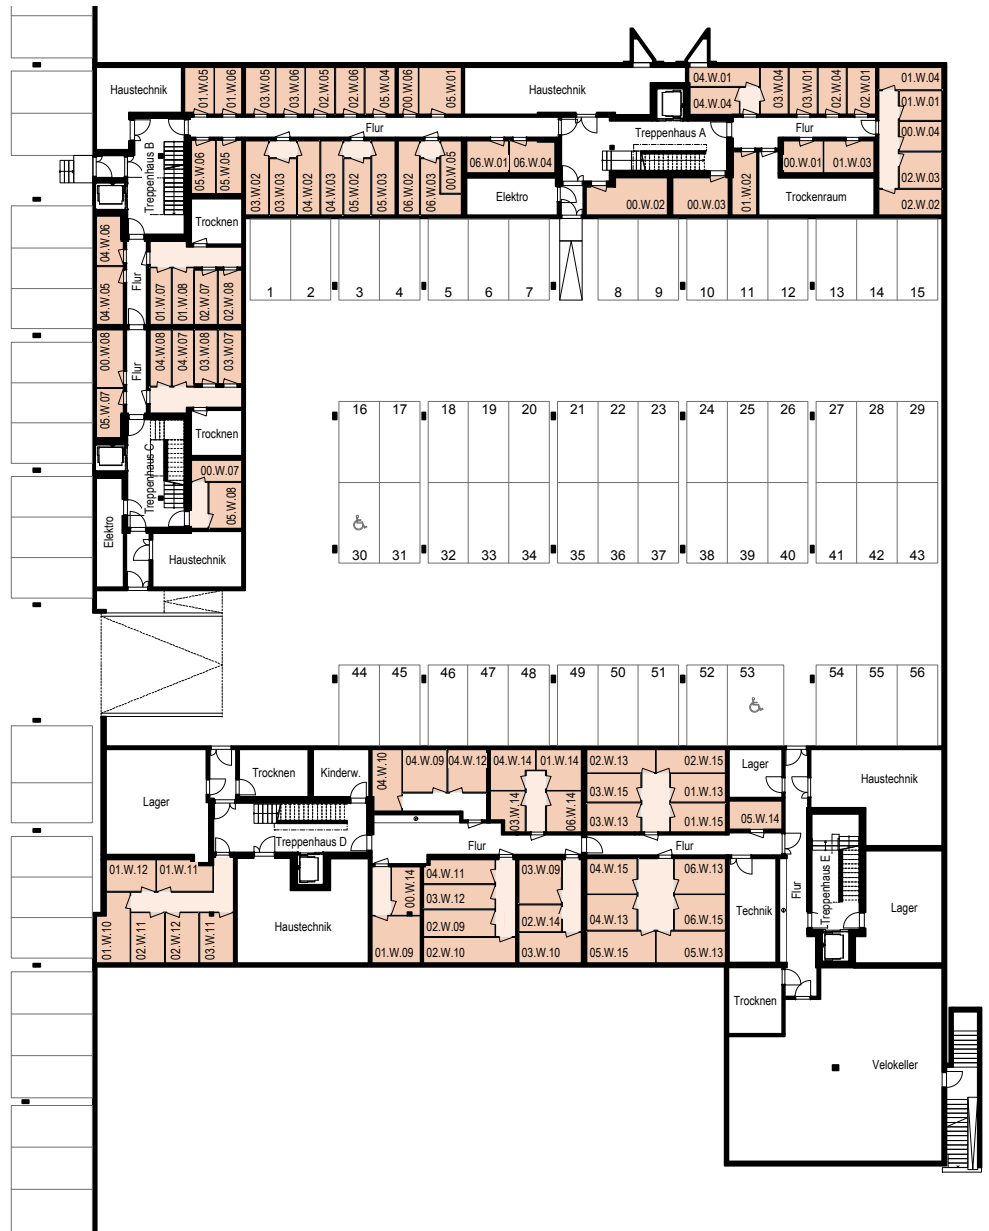 Haustechnik
01.W.05
01.W.06
03.W.05
03.W.06
02.W.05
02.W.06
05.W.04
00.W.06
05.W.01
Haustechnik
04.W.01
04.W.04
03.W.04
03.W.01
02.W.04
02.W.01
01.W.04
01.W.01
00.W.04
02.W.03
02.W.02
Flur
Treppenhaus A
Flur
Treppenhaus B
05.W.06
05.W.05
03.W.02
03.W.03
04.W.02
04.W.03
05.W.02
05.W.03
06.W.02
06.W.03
00.W.05
06.W.01
06.W.04
Elektro
00.W.02
00.W.03
01.W.02
00.W.01
01.W.03
Trockenraum
Trocknen
04.W.06
04.W.05
Flur
01.W.07
01.W.08
02.W.07
02.W.08
1 2 3 4 5 6 7 8 9 10 11 12 13 14 15
00.W.08
05.W.07
Flur
04.W.08
04.W.07
03.W.08
03.W.07
Trocknen
16 17 18 19 20 21 22 23 24 25 26 27 28 29
Treppenhaus C
00.W.07
05.W.08
Elektro
Haustechnik
30 31 32 33 34 35 36 37 38 39 40 41 42 43
44 45 46 47 48 49 50 51 52 53 54 55 56
Lager
Trocknen
Kinderw.
04.W.10
04.W.09
04.W.12
04.W.14
01.W.14
03.W.14
06.W.14
02.W.13
02.W.15
03.W.15
01.W.13
03.W.13
01.W.15
Lager
05.W.14
Haustechnik
Treppenhaus D
Flur
Flur
Flur
Treppenhaus E
01.W.12
01.W.11
01.W.10
02.W.11
02.W.12
03.W.11
Haustechnik
00.W.14
01.W.09
04.W.11
03.W.12
02.W.09
02.W.10
03.W.09
02.W.14
03.W.10
04.W.15
06.W.13
04.W.13
06.W.15
05.W.15
05.W.13
Technik
Lager
Trocknen
Velokeller